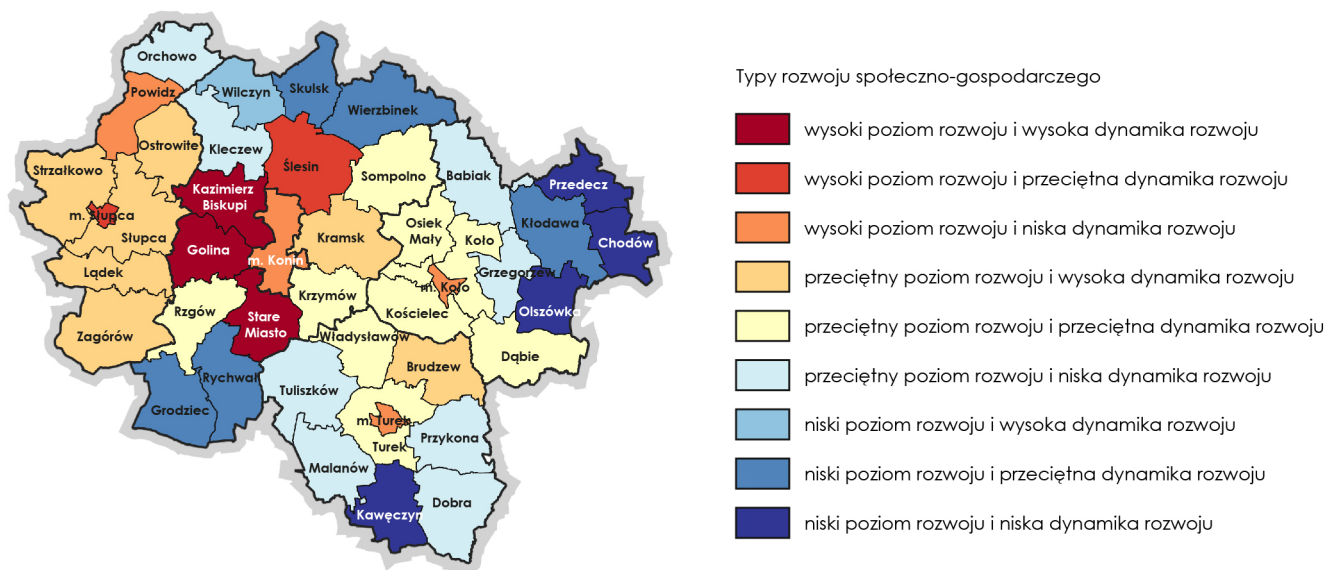 Orchowo
Powidz
Wilczyn
Skulsk
Wierzbinek
Ostrowite
Kleczew
Strzałkowo
Ślesin
Sompolno
Babiak
Kazimierz
Biskupi
Przedecz
m. Słupca
Słupca
Golina
Kramsk
Osiek
Mały
Koło
Kłodawa
Chodów
m. Konin
Lądek
Grzegorzew
m. Koło
Rzgów
Krzymów
Kościelec
Olszówka
Stare
Miasto
Zagórów
Władysławów
Dąbie
Brudzew
Rychwał
Tuliszków
Grodziec
m. Turek
Turek
Przykona
Malanów
Dobra
Kawęczyn
Typy rozwoju społeczno-gospodarczego
wysoki poziom rozwoju i wysoka dynamika rozwoju
wysoki poziom rozwoju i przeciętna dynamika rozwoju
wysoki poziom rozwoju i niska dynamika rozwoju
przeciętny poziom rozwoju i wysoka dynamika rozwoju
przeciętny poziom rozwoju i przeciętna dynamika rozwoju
przeciętny poziom rozwoju i niska dynamika rozwoju
niski poziom rozwoju i wysoka dynamika rozwoju
niski poziom rozwoju i przeciętna dynamika rozwoju
niski poziom rozwoju i niska dynamika rozwoju